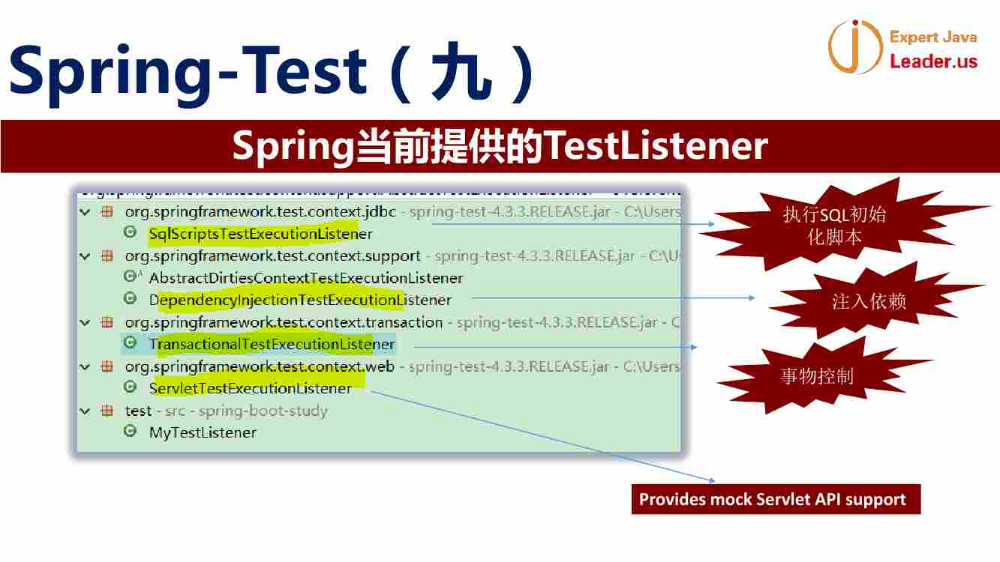 Spring-Test（九）
Expert Java
Leader.us
Spring当前提供的TestListener
org.springframework.test.context.jdbc - spring-test-4.3.3.RELEASE.jar - C:\Users
SqlScriptsTestExecutionListener
org.springframework.test.context.support - spring-test-4.3.3.RELEASE.jar - C:\U
AbstractDirtiesContextTestExecutionListener
DependencyInjectionTestExecutionListener
org.springframework.test.context.transaction - spring-test-4.3.3.RELEASE.jar - C
TransactionalTestExecutionListener
org.springframework.test.context.web - spring-test-4.3.3.RELEASE.jar - C:\Users
ServletTestExecutionListener
test - src - spring-boot-study
MyTestListener
执行SQL初始
化脚本
注入依赖
事物控制
Provides mock Servlet API support